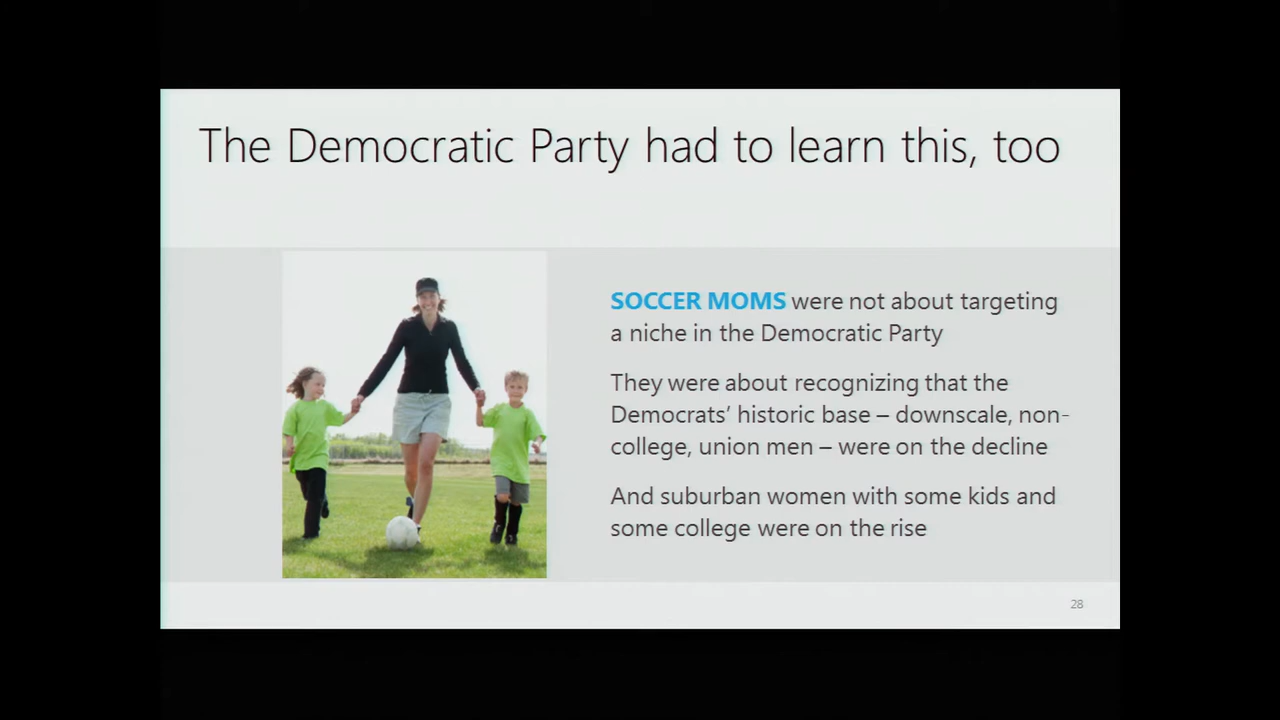 The Democratic Party had to learn this, too
SOCCER MOMS were not about targeting
a niche in the Democratic Party
They were about recognizing that the
Democrats’ historic base – downscale, non-
college, union men – were on the decline
And suburban women with some kids and
some college were on the rise
28